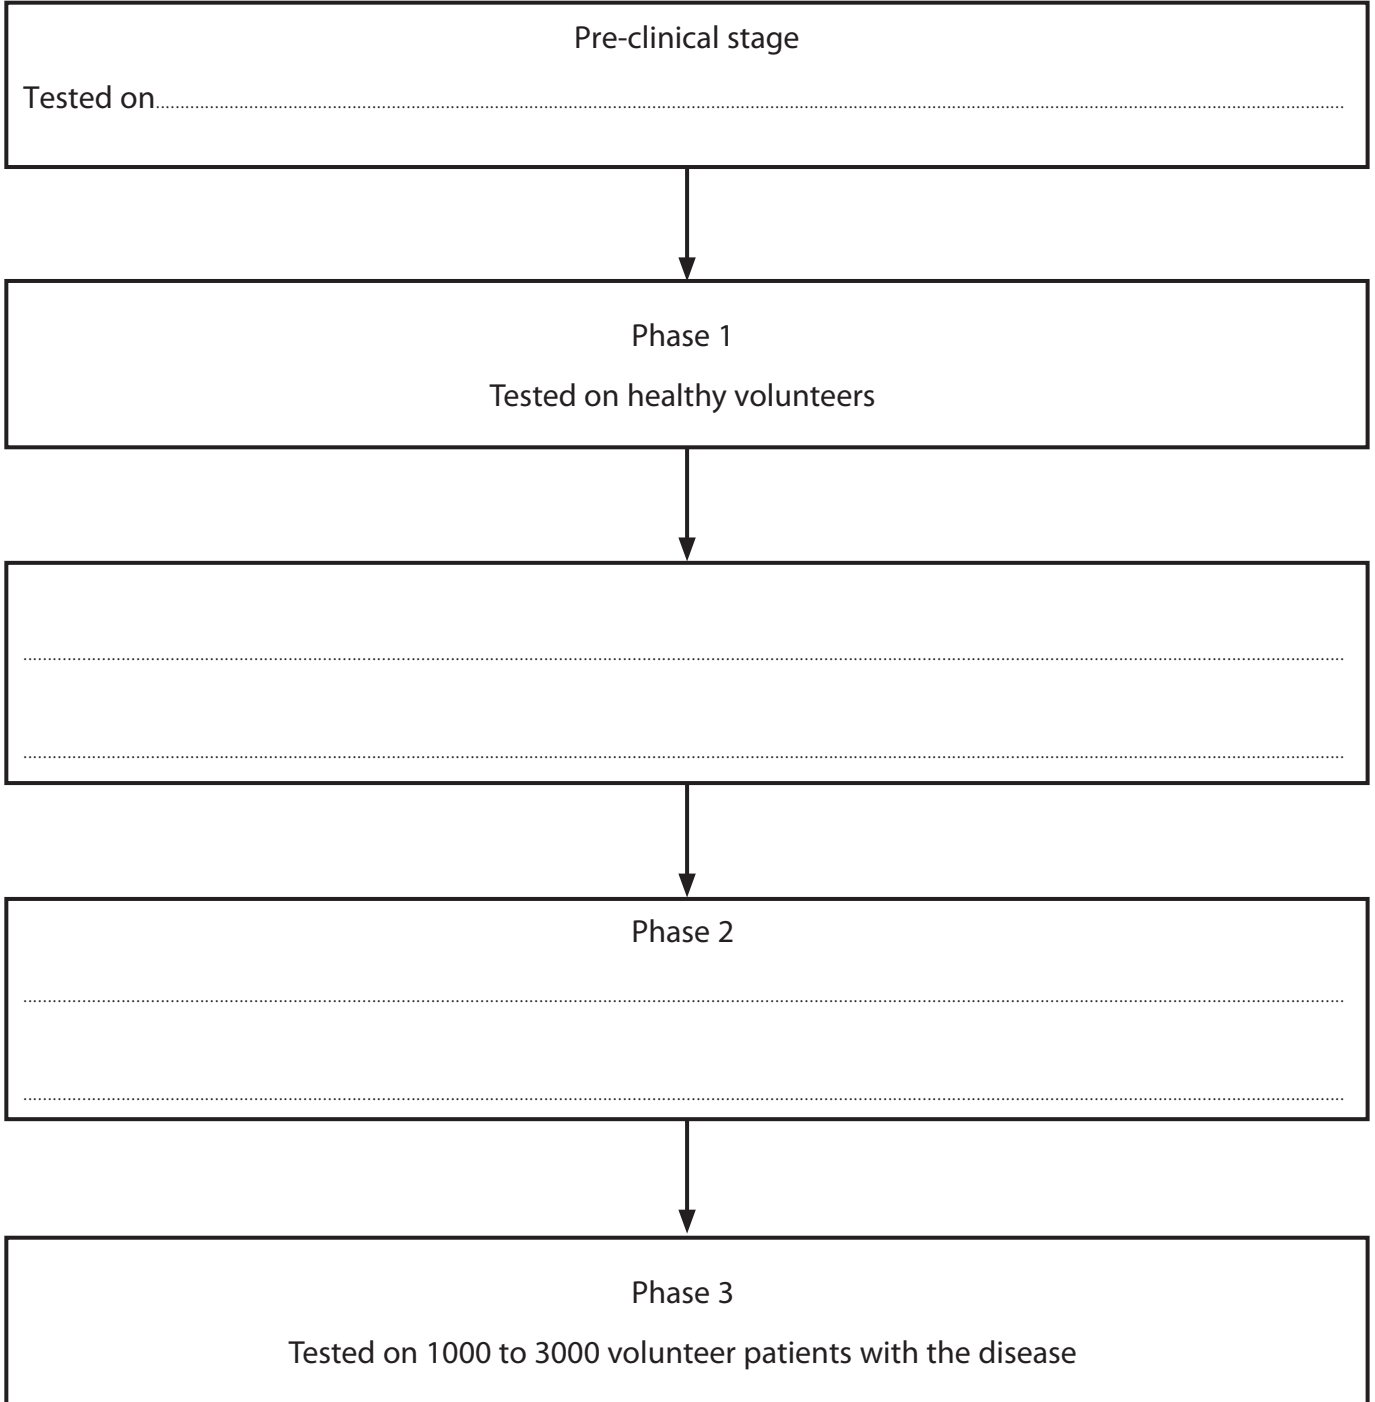 Pre-clinical stage
Tested on
Phase 1
Tested on healthy volunteers
Phase 2
Phase 3
Tested on 1000 to 3000 volunteer patients with the disease